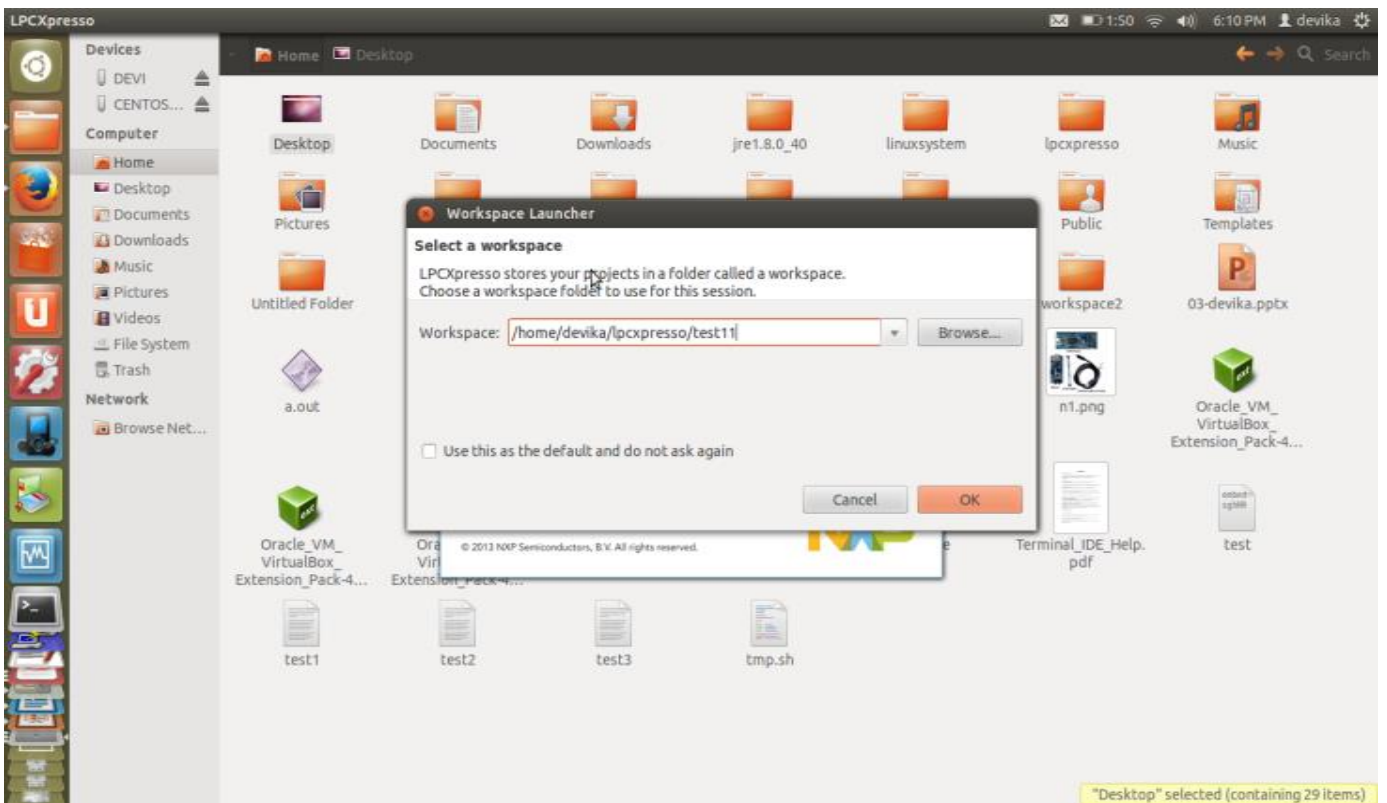 LPCXpresso
1:50
6:10 PM
devika
Devices
DEVI
CENTOS...
Computer
Home
Desktop
Documents
Downloads
Music
Pictures
Videos
File System
Trash
Network
Browse Net...
Home
Desktop
Search
Desktop
Documents
Downloads
jre1.8.0_40
linuxsystem
lpcxpresso
Music
Pictures
Public
Templates
Untitled Folder
workspace2
03-devika.pptx
Workspace Launcher
Select a workspace
LPCXpresso stores your projects in a folder called a workspace.
Choose a workspace folder to use for this session.
Workspace:
/home/devika/lpcxpresso/test11
Browse...
Use this as the default and do not ask again
Cancel
OK
a.out
n1.png
Oracle_VM_
VirtualBox_
Extension_Pack-4...
Oracle_VM_
VirtualBox_
Extension_Pack-4...
Ora
Vir
Extension_Pack-4...
© 2013 NXP Semiconductors, B.V. All rights reserved.
Terminal_IDE_Help.
pdf
test
test1
test2
test3
tmp.sh
"Desktop" selected (containing 29 items)